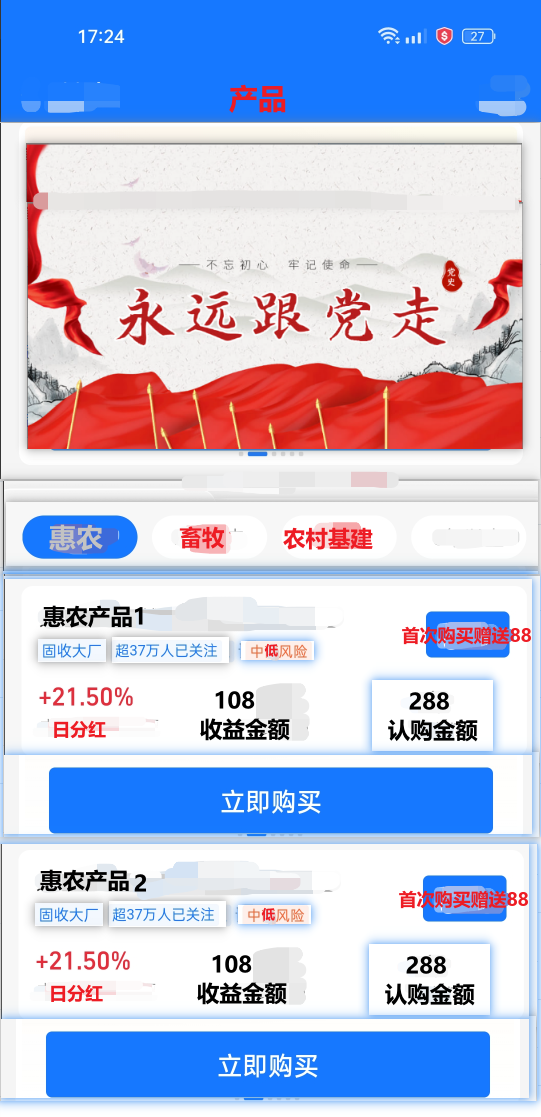 17:24
27
产品
不忘初心 牢记使命
党史
永远跟党走
惠农 畜牧 农村基建
惠农产品1
首次购买赠送88
固收大厂 超37万人已关注 中低风险
+21.50% 108 288
日分红 收益金额 认购金额
立即购买
惠农产品2
首次购买赠送88
固收大厂 超37万人已关注 中低风险
+21.50% 108 288
日分红 收益金额 认购金额
立即购买